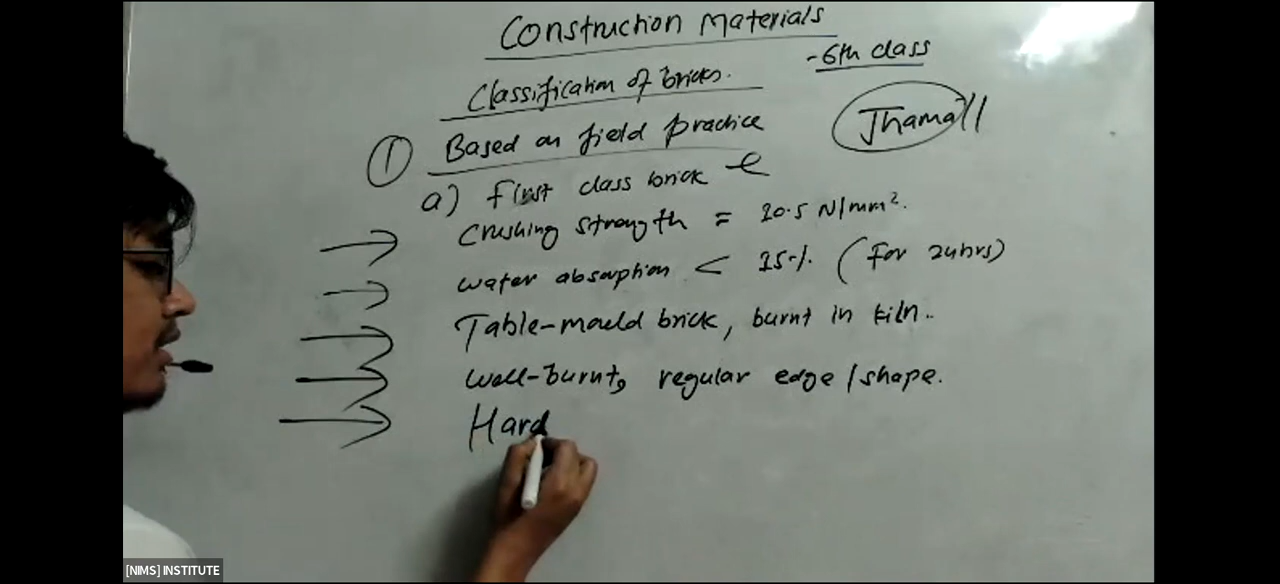 Construction Materials
-6th class
Classification of bricks.
① Based on field practice
Jhama
a) First class brick
Crushing strength = 10.5 N/mm².
water absorption < 15% (For 24hrs)
Table-mould brick, burnt in kiln.
well-burnt, regular edge/shape.
Hard
[NIMS] INSTITUTE